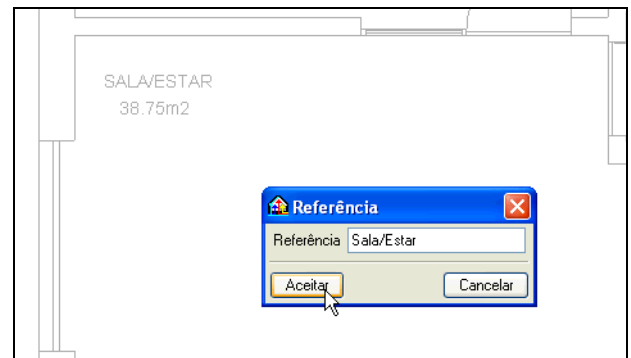 SALA/ESTAR
38.75m2
Referência
Referência Sala/Estar
Aceitar Cancelar